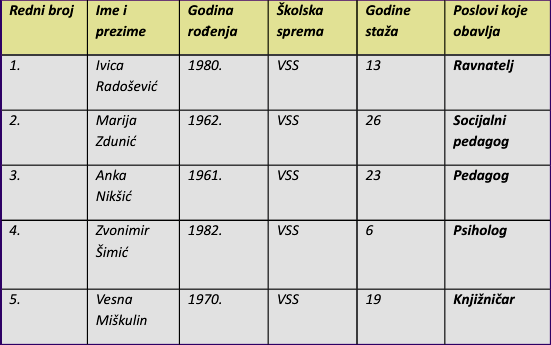 Redni broj Ime i prezime Godina rođenja Školska sprema Godine staža Poslovi koje obavlja
1. Ivica Radošević 1980. VSS 13 Ravnatelj
2. Marija Zdunić 1962. VSS 26 Socijalni pedagog
3. Anka Nikšić 1961. VSS 23 Pedagog
4. Zvonimir Šimić 1982. VSS 6 Psiholog
5. Vesna Miškulin 1970. VSS 19 Knjižničar